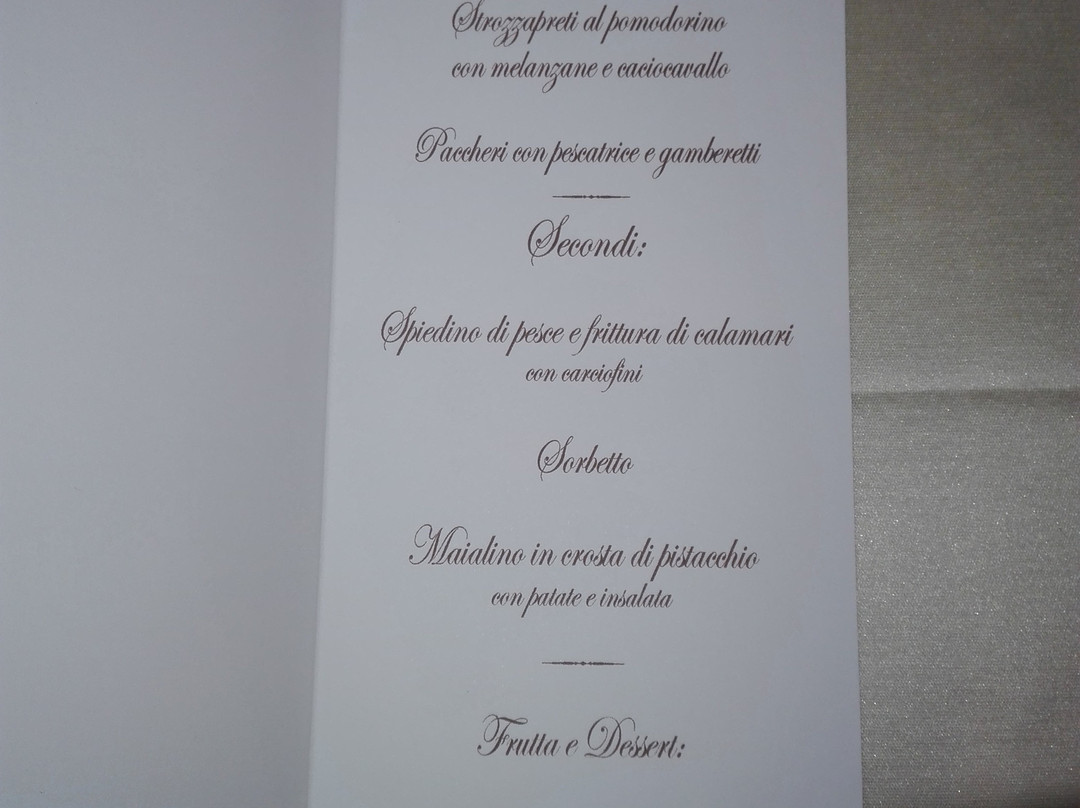 Strozzapreti al pomodorino
con melanzane e caciocavallo
Paccheri con pescatrice e gamberetti
Secondi:
Spiedino di pesce e frittura di calamari
con carciofini
Sorbetto
Maialino in crosta di pistacchio
con patate e insalata
Frutta e Dessert: